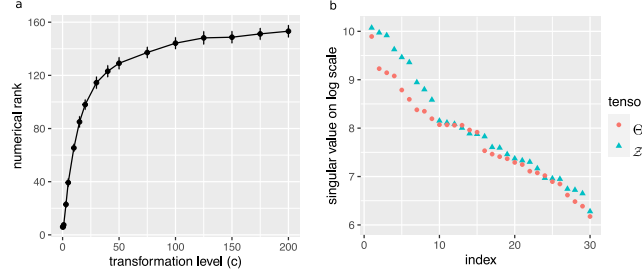 a
160
120
80
40
0
numerical rank
0
50
100
150
200
transformation level (c)
b
10
9
8
7
6
singular value on log scale
0
10
20
30
index
tenso
Θ
𝒵